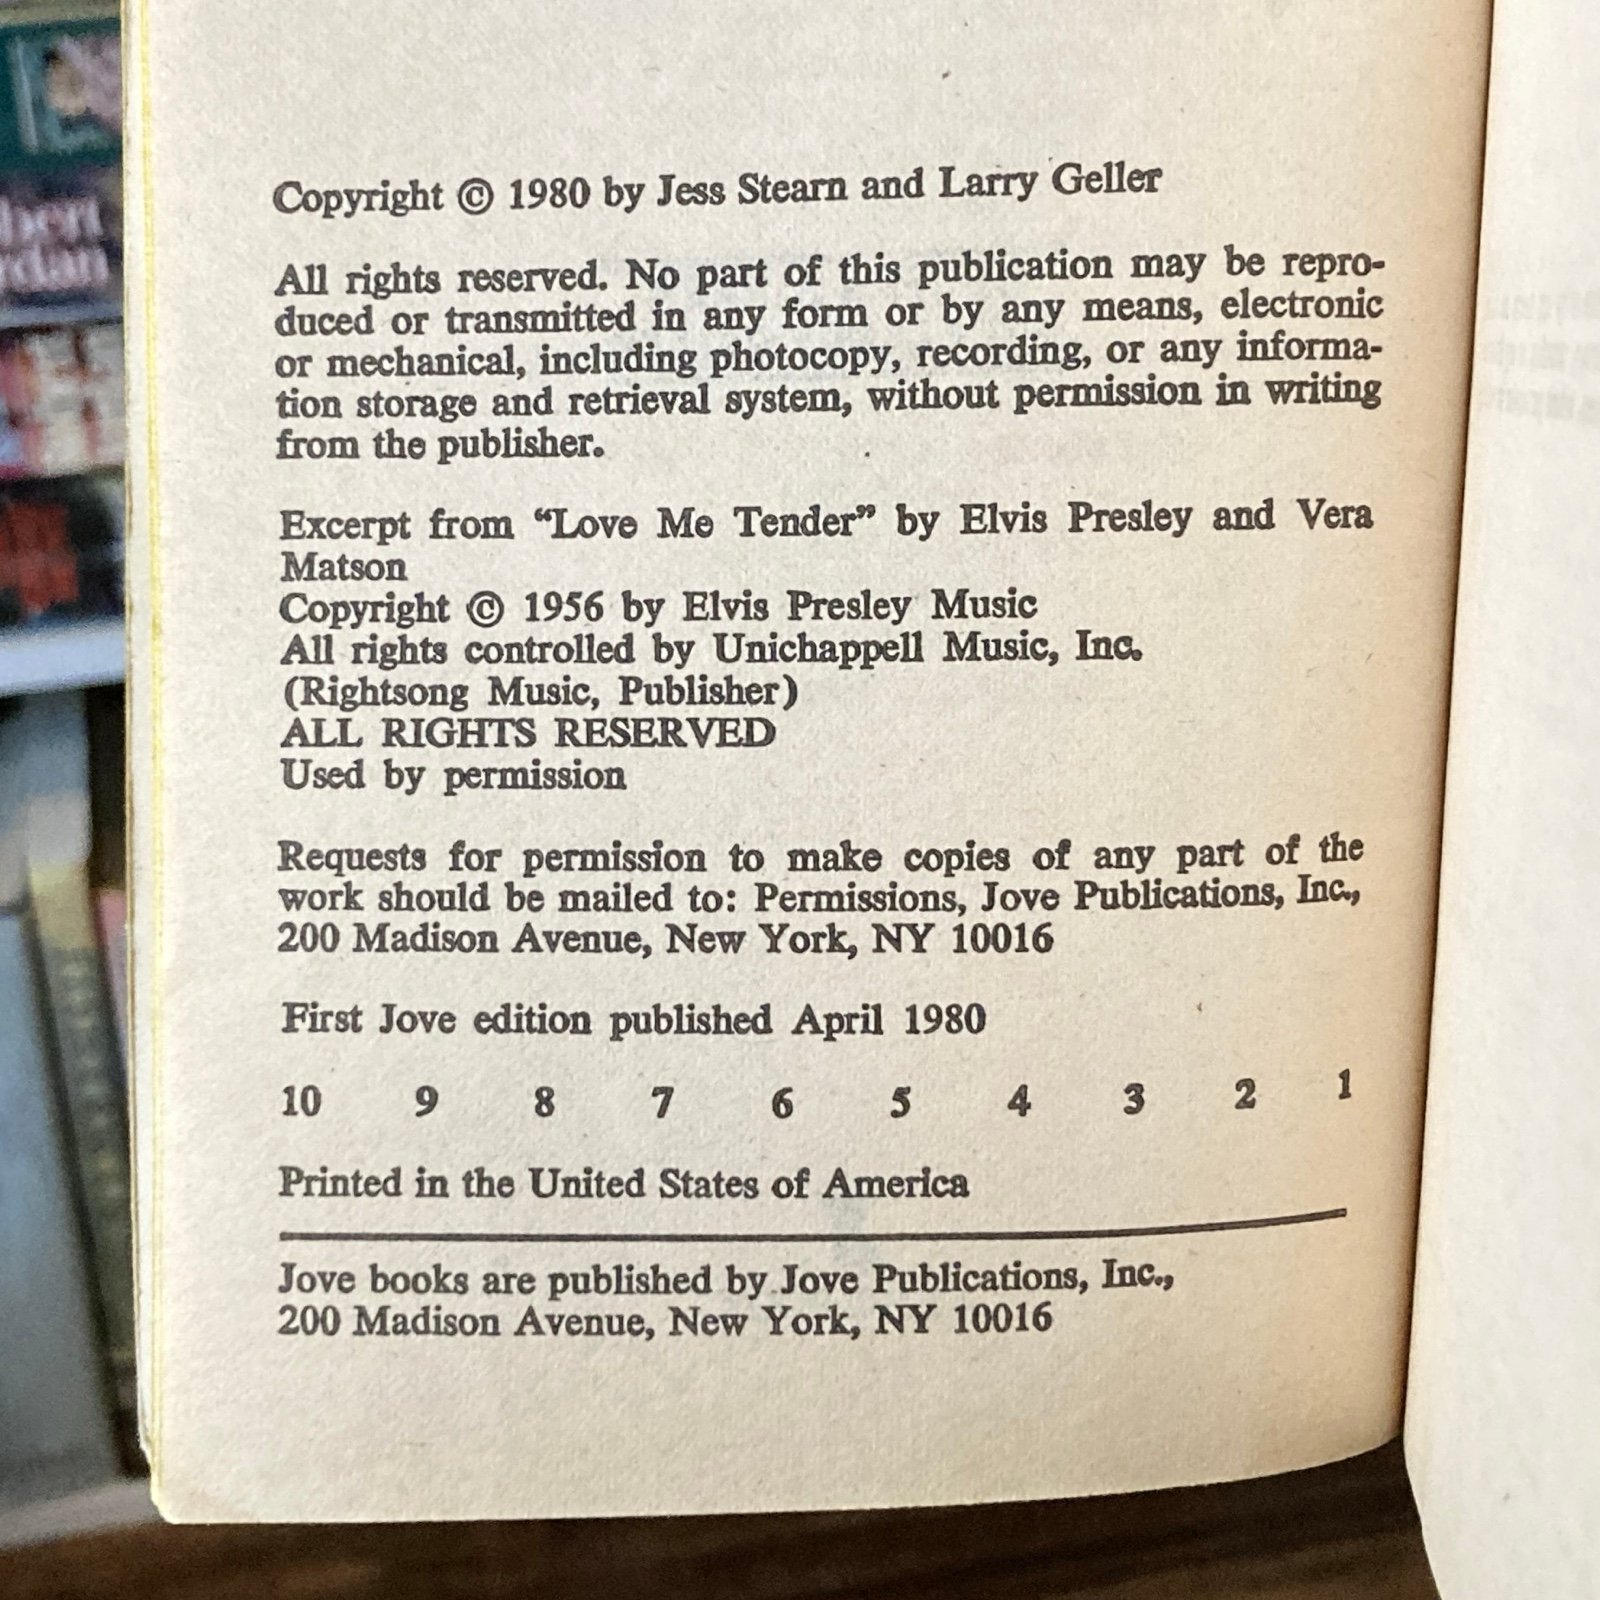 Copyright © 1980 by Jess Stearn and Larry Geller
All rights reserved. No part of this publication may be repro-
duced or transmitted in any form or by any means, electronic
or mechanical, including photocopy, recording, or any informa-
tion storage and retrieval system, without permission in writing
from the publisher.
Excerpt from “Love Me Tender” by Elvis Presley and Vera
Matson
Copyright © 1956 by Elvis Presley Music
All rights controlled by Unichappell Music, Inc.
(Rightsong Music, Publisher)
ALL RIGHTS RESERVED
Used by permission
Requests for permission to make copies of any part of the
work should be mailed to: Permissions, Jove Publications, Inc.,
200 Madison Avenue, New York, NY 10016
First Jove edition published April 1980
10 9 8 7 6 5 4 3 2 1
Printed in the United States of America
Jove books are published by Jove Publications, Inc.,
200 Madison Avenue, New York, NY 10016